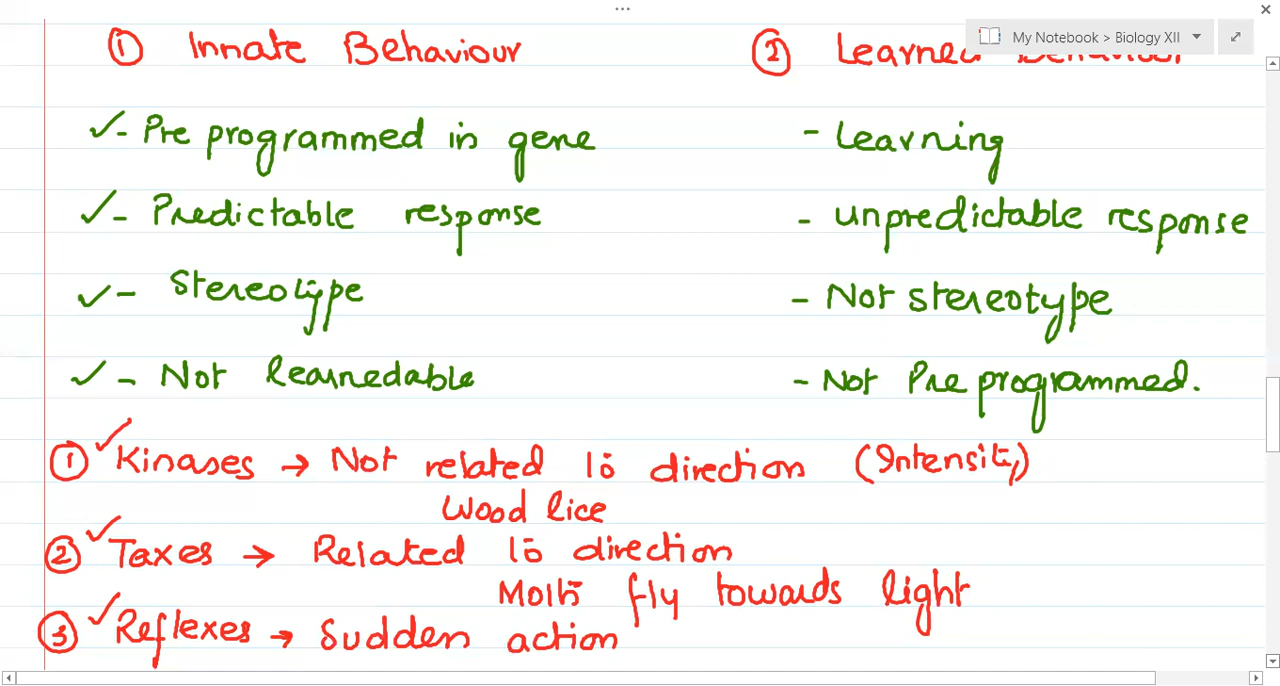 ...
My Notebook > Biology XII
① Innate Behaviour ② Learned Behaviour
✓ - Pre programmed in gene - Learning
✓ - Predictable response - unpredictable response
✓ - Stereotype - Not stereotype
✓ - Not learnedable - Not Pre programmed.
① ✓ Kinases → Not related to direction (Intensity)
Wood lice
② ✓ Taxes → Related to direction
Moths fly towards light
③ ✓ Reflexes → Sudden action